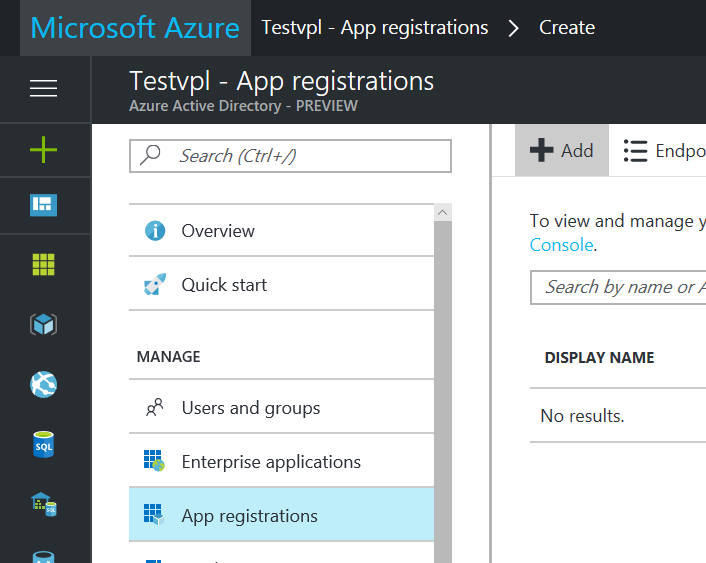 Microsoft Azure
Testvpl - App registrations > Create
Testvpl - App registrations
Azure Active Directory - PREVIEW
Search (Ctrl+/)
Overview
Quick start
MANAGE
Users and groups
Enterprise applications
App registrations
Add
Endpo
To view and manage y
Console.
Search by name or A
DISPLAY NAME
No results.
SQL